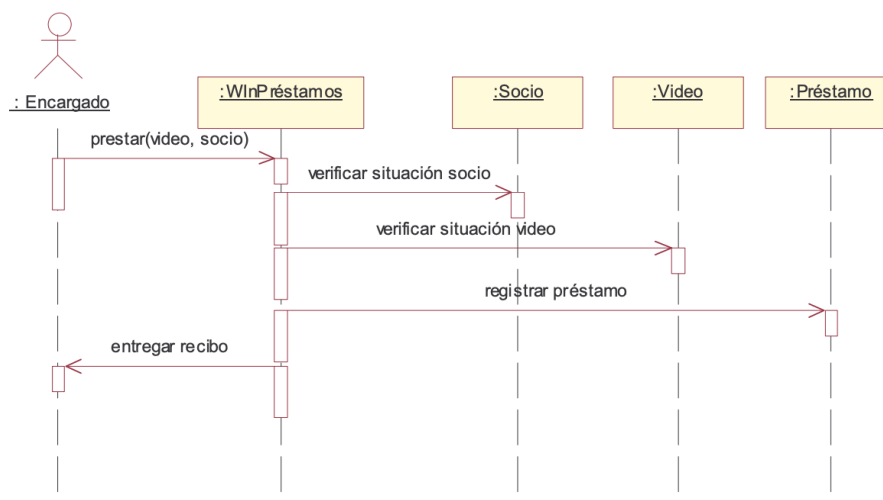 : Encargado
:WInPréstamos
:Socio
:Video
:Préstamo
prestar(video, socio)
verificar situación socio
verificar situación video
registrar préstamo
entregar recibo